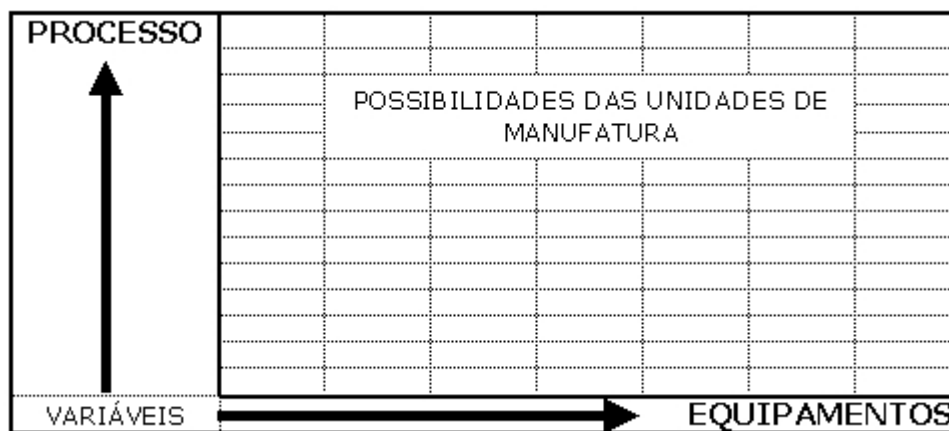 PROCESSO
POSSIBILIDADES DAS UNIDADES DE
MANUFATURA
VARIÁVEIS
EQUIPAMENTOS